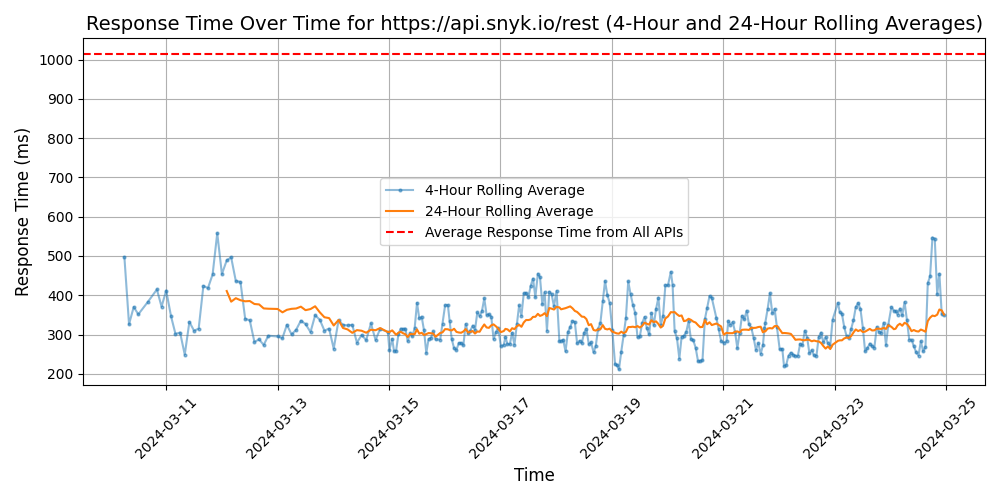 Response Time Over Time for https://api.snyk.io/rest (4-Hour and 24-Hour Rolling Averages)
Response Time (ms)
1000
900
800
700
600
500
400
300
200
4-Hour Rolling Average
24-Hour Rolling Average
Average Response Time from All APIs
2024-03-11
2024-03-13
2024-03-15
2024-03-17
2024-03-19
2024-03-21
2024-03-23
2024-03-25
Time